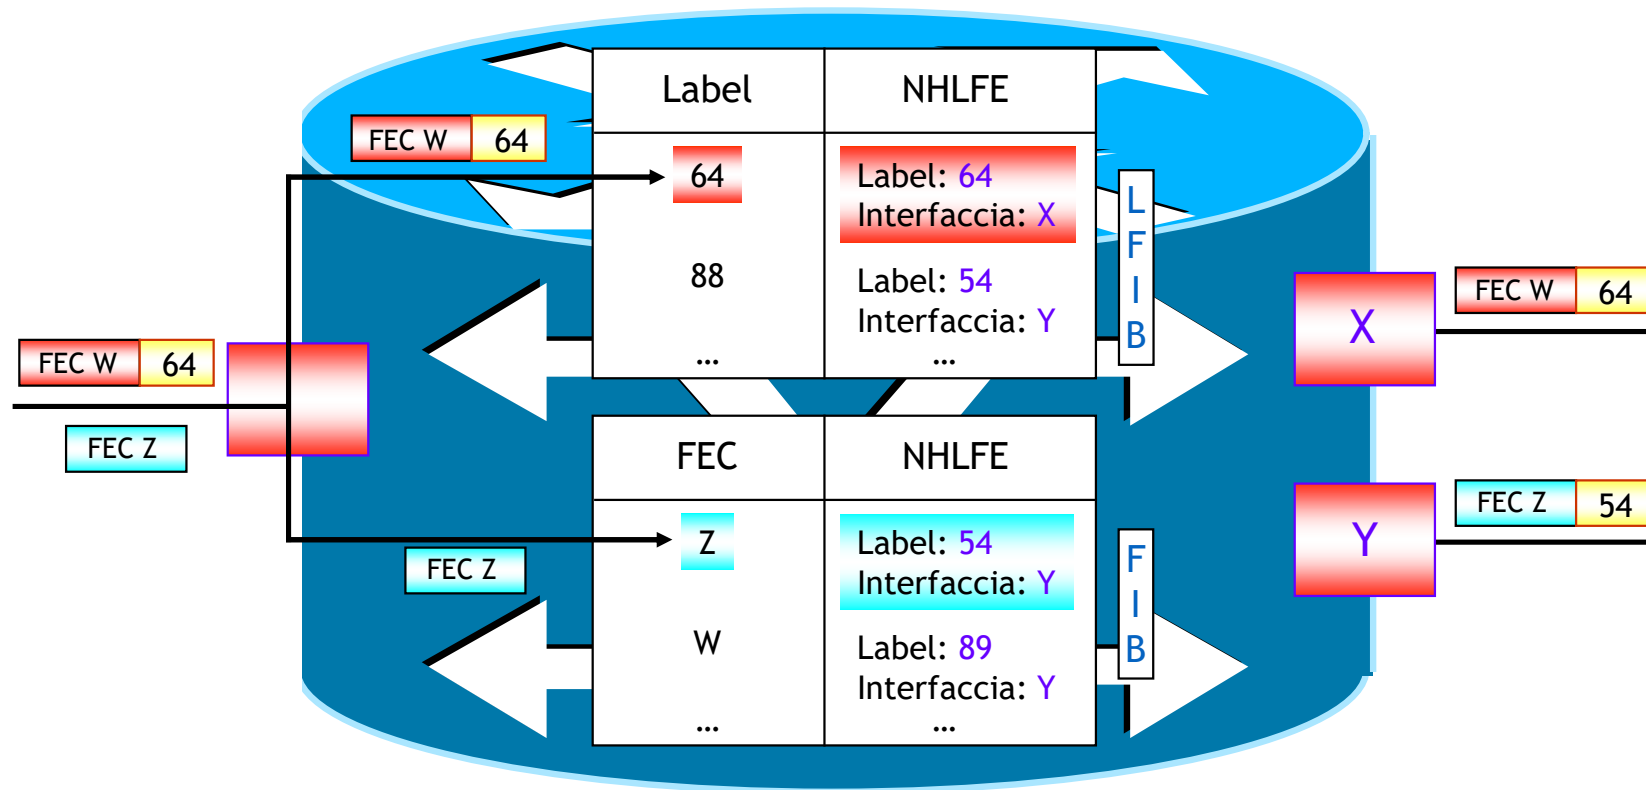 Label NHLFE
FEC W 64
64
Label: 64
Interfaccia: X
88
Label: 54
Interfaccia: Y
... ...
L
F
I
B
FEC W 64
FEC Z
X
FEC W 64
FEC NHLFE
Z
Label: 54
Interfaccia: Y
FEC Z
W
Label: 89
Interfaccia: Y
... ...
F
I
B
Y
FEC Z 54